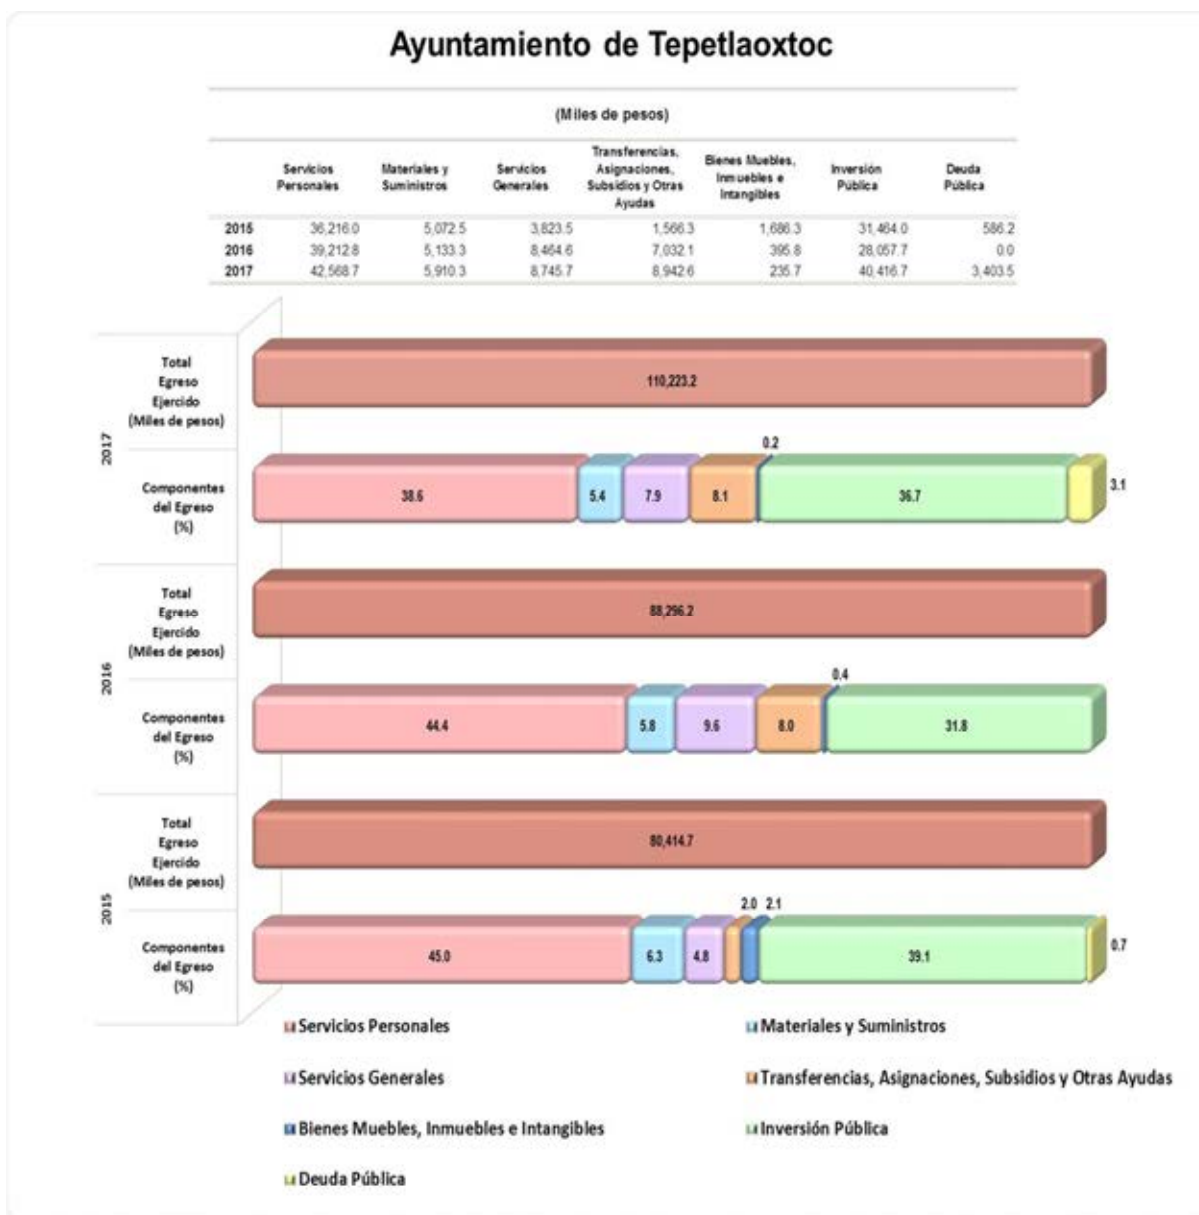 Ayuntamiento de Tepetlaoxtoc
(Miles de pesos)
Servicios Personales
Materiales y Suministros
Servicios Generales
Transferencias, Asignaciones, Subsidios y Otras Ayudas
Bienes Muebles, Inmuebles e Intangibles
Inversión Pública
Deuda Pública
2015 36,216.0 5,072.5 3,823.5 1,566.3 1,686.3 31,464.0 586.2
2016 39,212.8 5,133.3 8,464.6 7,032.1 395.8 28,057.7 0.0
2017 42,568.7 5,910.3 8,745.7 8,942.6 235.7 40,416.7 3,403.5
2017
Total
Egreso
Ejercido
(Miles de pesos)
110,223.2
Componentes
del Egreso
(%)
38.6 5.4 7.9 8.1 0.2 36.7 3.1
2016
Total
Egreso
Ejercido
(Miles de pesos)
88,296.2
Componentes
del Egreso
(%)
44.4 5.8 9.6 8.0 0.4 31.8
2015
Total
Egreso
Ejercido
(Miles de pesos)
80,414.7
Componentes
del Egreso
(%)
45.0 6.3 4.8 2.0 2.1 39.1 0.7
Servicios Personales
Materiales y Suministros
Servicios Generales
Transferencias, Asignaciones, Subsidios y Otras Ayudas
Bienes Muebles, Inmuebles e Intangibles
Inversión Pública
Deuda Pública